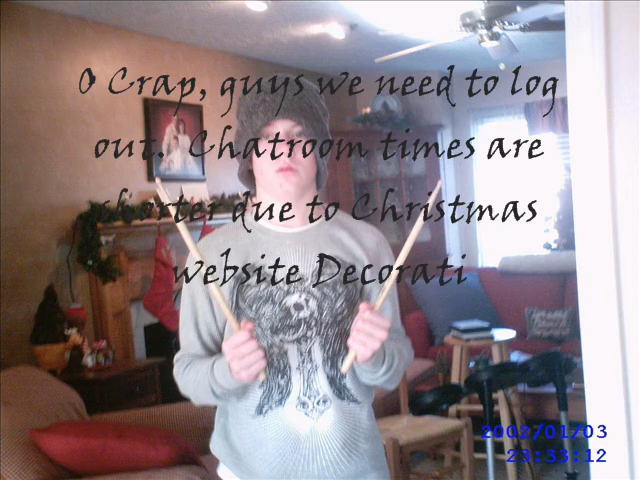 O Crap, guys we need to log
out. Chatroom times are
shorter due to Christmas
website Decorati
2002/01/03
23:33:12